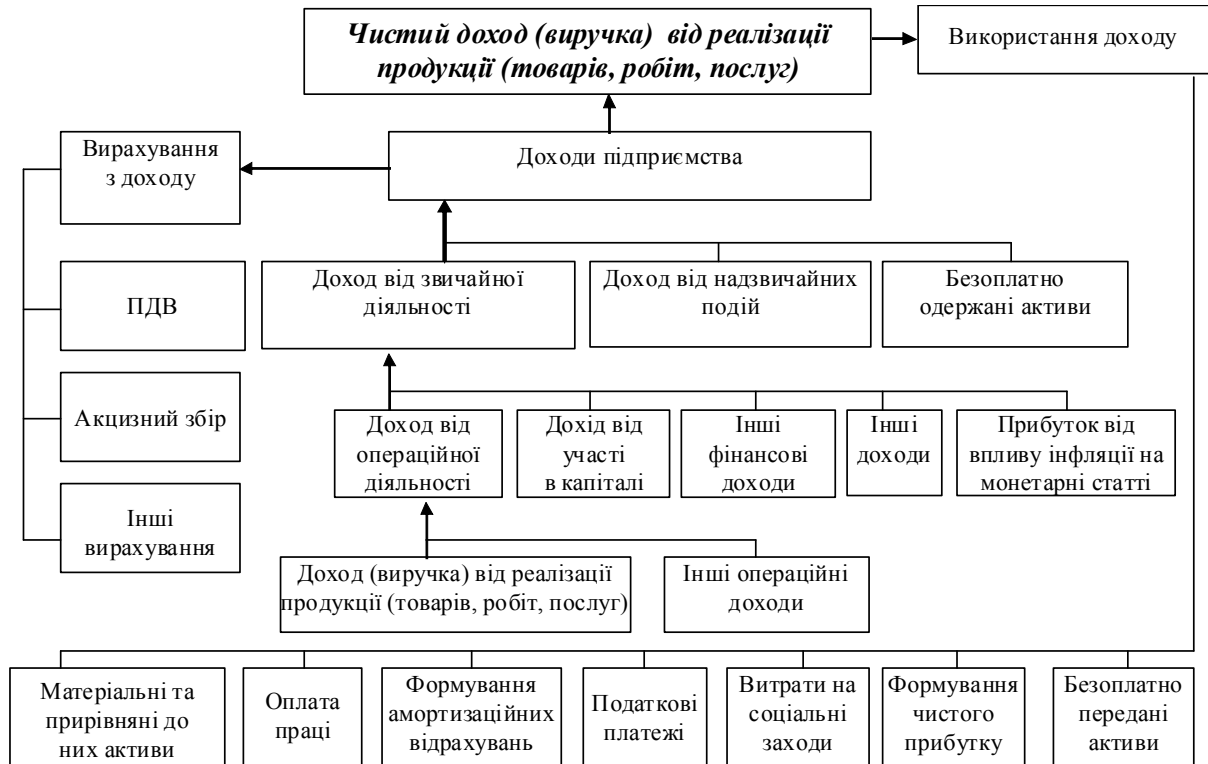 Чистий доход (виручка) від реалізації
продукції (товарів, робіт, послуг)
Використання доходу
Вирахування
з доходу
Доходи підприємства
ПДВ
Акцизний збір
Інші
вирахування
Доход від звичайної
діяльності
Доход від надзвичайних
подій
Безоплатно
одержані активи
Доход від
операційної
діяльності
Дохід від
участі
в капіталі
Інші
фінансові
доходи
Інші
доходи
Прибуток від
впливу інфляції на
монетарні статті
Доход (виручка) від реалізації
продукції (товарів, робіт, послуг)
Інші операційні
доходи
Матеріальні та
прирівняні до
них активи
Оплата
праці
Формування
амортизаційних
відрахувань
Податкові
платежі
Витрати на
соціальні
заходи
Формування
чистого
прибутку
Безоплатно
передані
активи